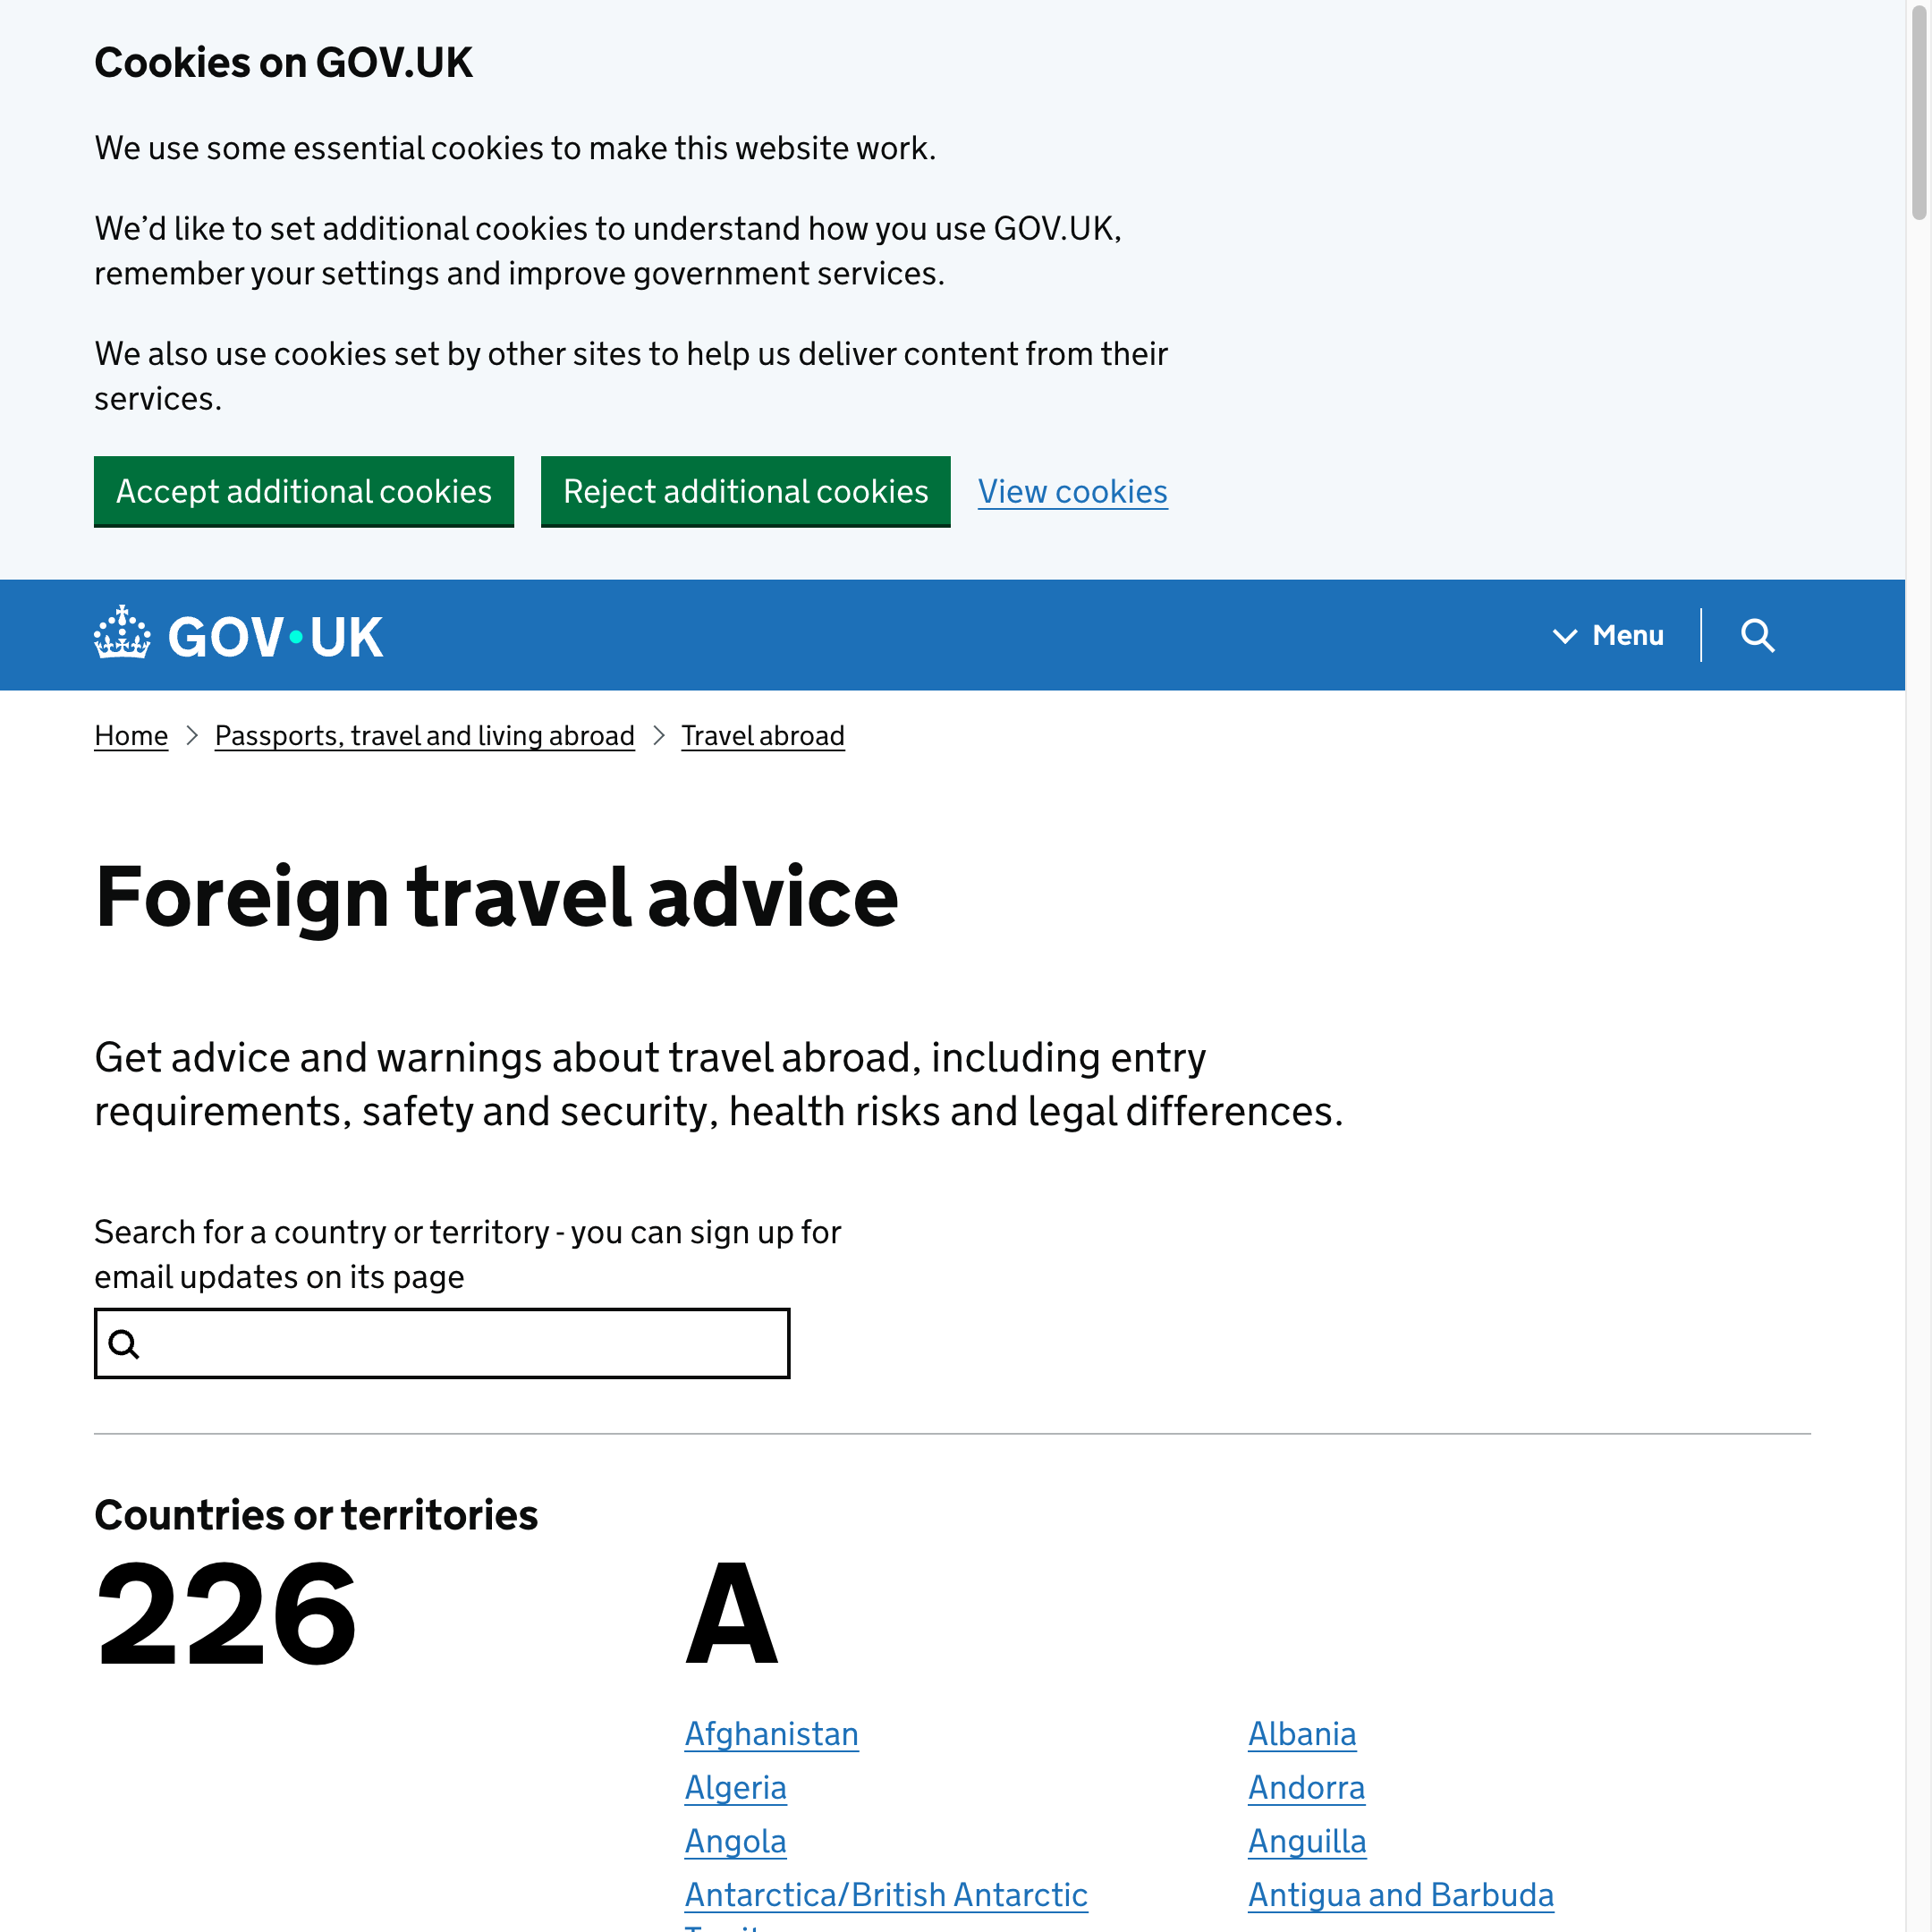 Cookies on GOV.UK
We use some essential cookies to make this website work.
We’d like to set additional cookies to understand how you use GOV.UK,
remember your settings and improve government services.
We also use cookies set by other sites to help us deliver content from their
services.
Accept additional cookies Reject additional cookies View cookies
GOV•UK Menu
Home Passports, travel and living abroad Travel abroad
Foreign travel advice
Get advice and warnings about travel abroad, including entry
requirements, safety and security, health risks and legal differences.
Search for a country or territory - you can sign up for
email updates on its page
Countries or territories
226 A
Afghanistan Albania
Algeria Andorra
Angola Anguilla
Antarctica/British Antarctic Antigua and Barbuda